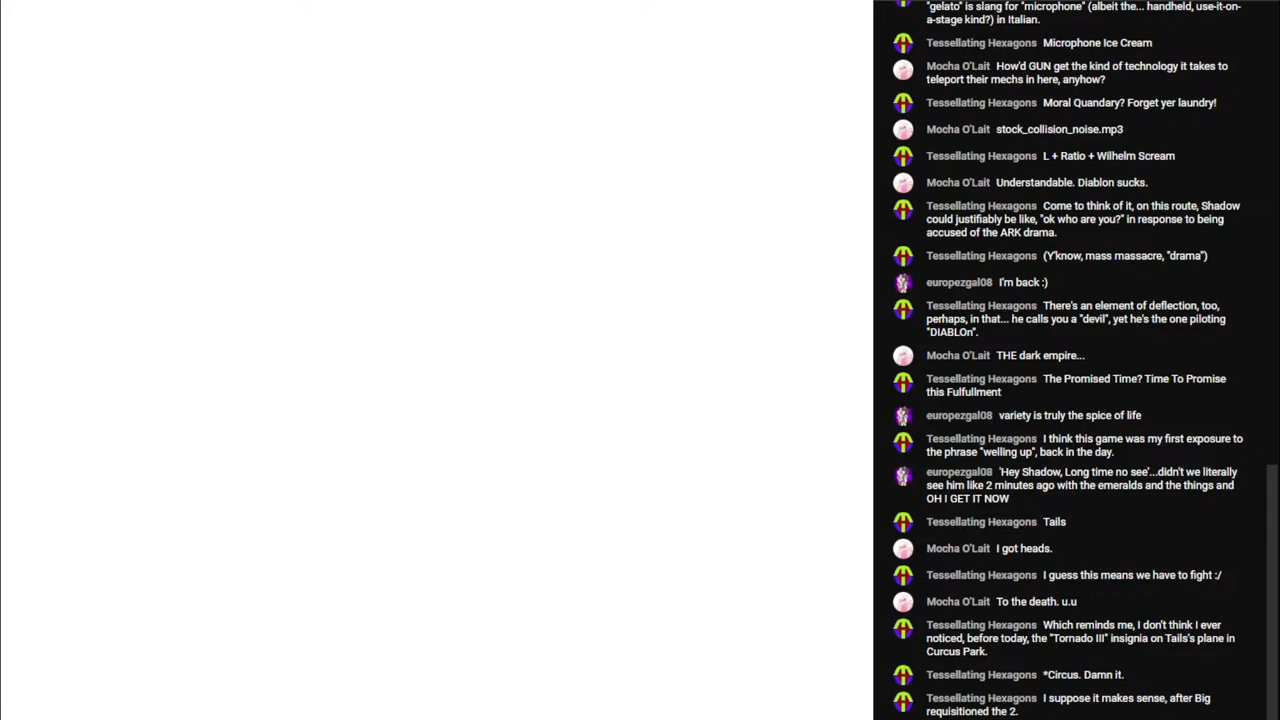 "gelato" is slang for "microphone" (albeit the... handheld, use-it-on-
a-stage kind?) in Italian.
Tessellating Hexagons Microphone Ice Cream
Mocha O'Lait How'd GUN get the kind of technology it takes to
teleport their mechs in here, anyhow?
Tessellating Hexagons Moral Quandary? Forget yer laundry!
Mocha O'Lait stock_collision_noise.mp3
Tessellating Hexagons L + Ratio + Wilhelm Scream
Mocha O'Lait Understandable. Diablon sucks.
Tessellating Hexagons Come to think of it, on this route, Shadow
could justifiably be like, "ok who are you?" in response to being
accused of the ARK drama.
Tessellating Hexagons (Y'know, mass massacre, "drama")
europezgal08 I'm back :)
Tessellating Hexagons There's an element of deflection, too,
perhaps, in that... he calls you a "devil", yet he's the one piloting
"DIABLOn".
Mocha O'Lait THE dark empire...
Tessellating Hexagons The Promised Time? Time To Promise
this Fulfullment
europezgal08 variety is truly the spice of life
Tessellating Hexagons I think this game was my first exposure to
the phrase "welling up", back in the day.
europezgal08 'Hey Shadow, Long time no see'...didn't we literally
see him like 2 minutes ago with the emeralds and the things and
OH I GET IT NOW
Tessellating Hexagons Tails
Mocha O'Lait I got heads.
Tessellating Hexagons I guess this means we have to fight :/
Mocha O'Lait To the death. u.u
Tessellating Hexagons Which reminds me, I don't think I ever
noticed, before today, the "Tornado III" insignia on Tails's plane in
Curcus Park.
Tessellating Hexagons *Circus. Damn it.
Tessellating Hexagons I suppose it makes sense, after Big
requisitioned the 2.